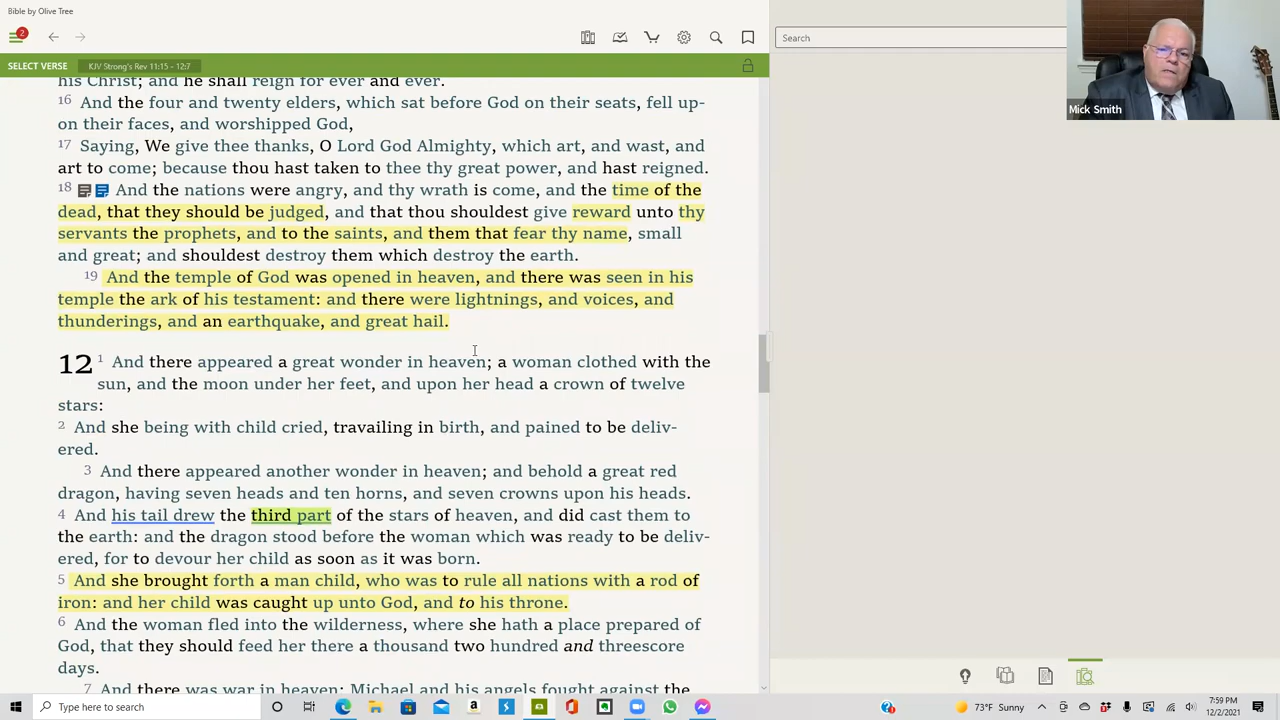 Bible by Olive Tree
2
SELECT VERSE
KJV Strong's Rev 11:15 - 12:7
Search
Mick Smith
his Christ; and he shall reign for ever and ever.
16 And the four and twenty elders, which sat before God on their seats, fell up-
on their faces, and worshipped God,
17 Saying, We give thee thanks, O Lord God Almighty, which art, and wast, and
art to come; because thou hast taken to thee thy great power, and hast reigned.
18 And the nations were angry, and thy wrath is come, and the time of the
dead, that they should be judged, and that thou shouldest give reward unto thy
servants the prophets, and to the saints, and them that fear thy name, small
and great; and shouldest destroy them which destroy the earth.
19 And the temple of God was opened in heaven, and there was seen in his
temple the ark of his testament: and there were lightnings, and voices, and
thunderings, and an earthquake, and great hail.
12 1 And there appeared a great wonder in heaven; a woman clothed with the
sun, and the moon under her feet, and upon her head a crown of twelve
stars:
2 And she being with child cried, travailing in birth, and pained to be deliv-
ered.
3 And there appeared another wonder in heaven; and behold a great red
dragon, having seven heads and ten horns, and seven crowns upon his heads.
4 And his tail drew the third part of the stars of heaven, and did cast them to
the earth: and the dragon stood before the woman which was ready to be deliv-
ered, for to devour her child as soon as it was born.
5 And she brought forth a man child, who was to rule all nations with a rod of
iron: and her child was caught up unto God, and to his throne.
6 And the woman fled into the wilderness, where she hath a place prepared of
God, that they should feed her there a thousand two hundred and threescore
days.
7 And there was war in heaven: Michael and his angels fought against the
Type here to search
73°F Sunny
7:59 PM
12/2/2021